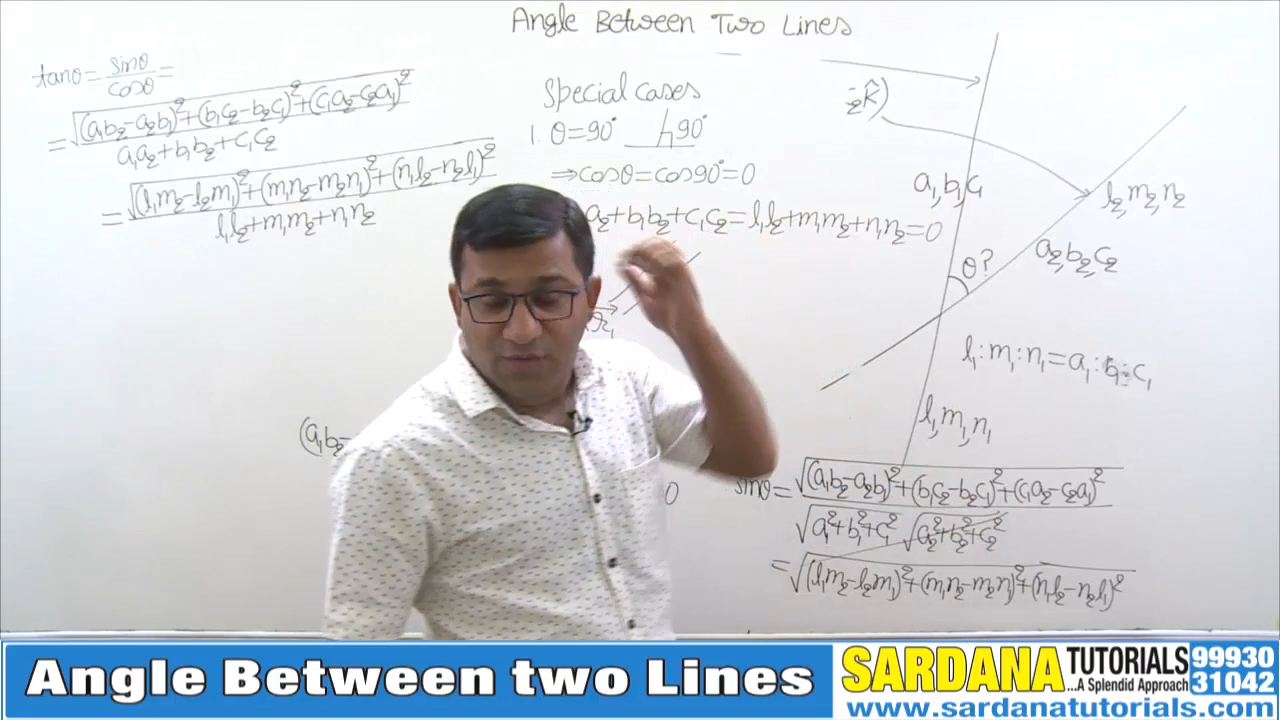 Angle Between Two Lines
tanθ = sinθ/cosθ =
= √((a₁b₂-a₂b₁)²+(b₁c₂-b₂c₁)²+(c₁a₂-c₂a₁)²)/(a₁a₂+b₁b₂+c₁c₂)
= √((l₁m₂-l₂m₁)²+(m₁n₂-m₂n₁)²+(n₁l₂-n₂l₁)²)/(l₁l₂+m₁m₂+n₁n₂)
Special cases
1. θ=90° 90°
⇒cosθ=cos90°=0
a₂+b₁b₂+c₁c₂=l₁l₂+m₁m₂+n₁n₂=0
(a₁b₂-
0
k̂)
a₁b₁c₁
l₂,m₂,n₂
a₂,b₂,c₂
θ?
l₁:m₁:n₁=a₁:b₁:c₁
l₁,m₁,n₁
sinθ= √((a₁b₂-a₂b₁)²+(b₁c₂-b₂c₁)²+(c₁a₂-c₂a₁)²)
√(a₁²+b₁²+c₁²) √(a₂²+b₂²+c₂²)
= √((l₁m₂-l₂m₁)²+(m₁n₂-m₂n₁)²+(n₁l₂-n₂l₁)²)
Angle Between two Lines
SARDANA TUTORIALS 99930
...A Splendid Approach 31042
www.sardanatutorials.com